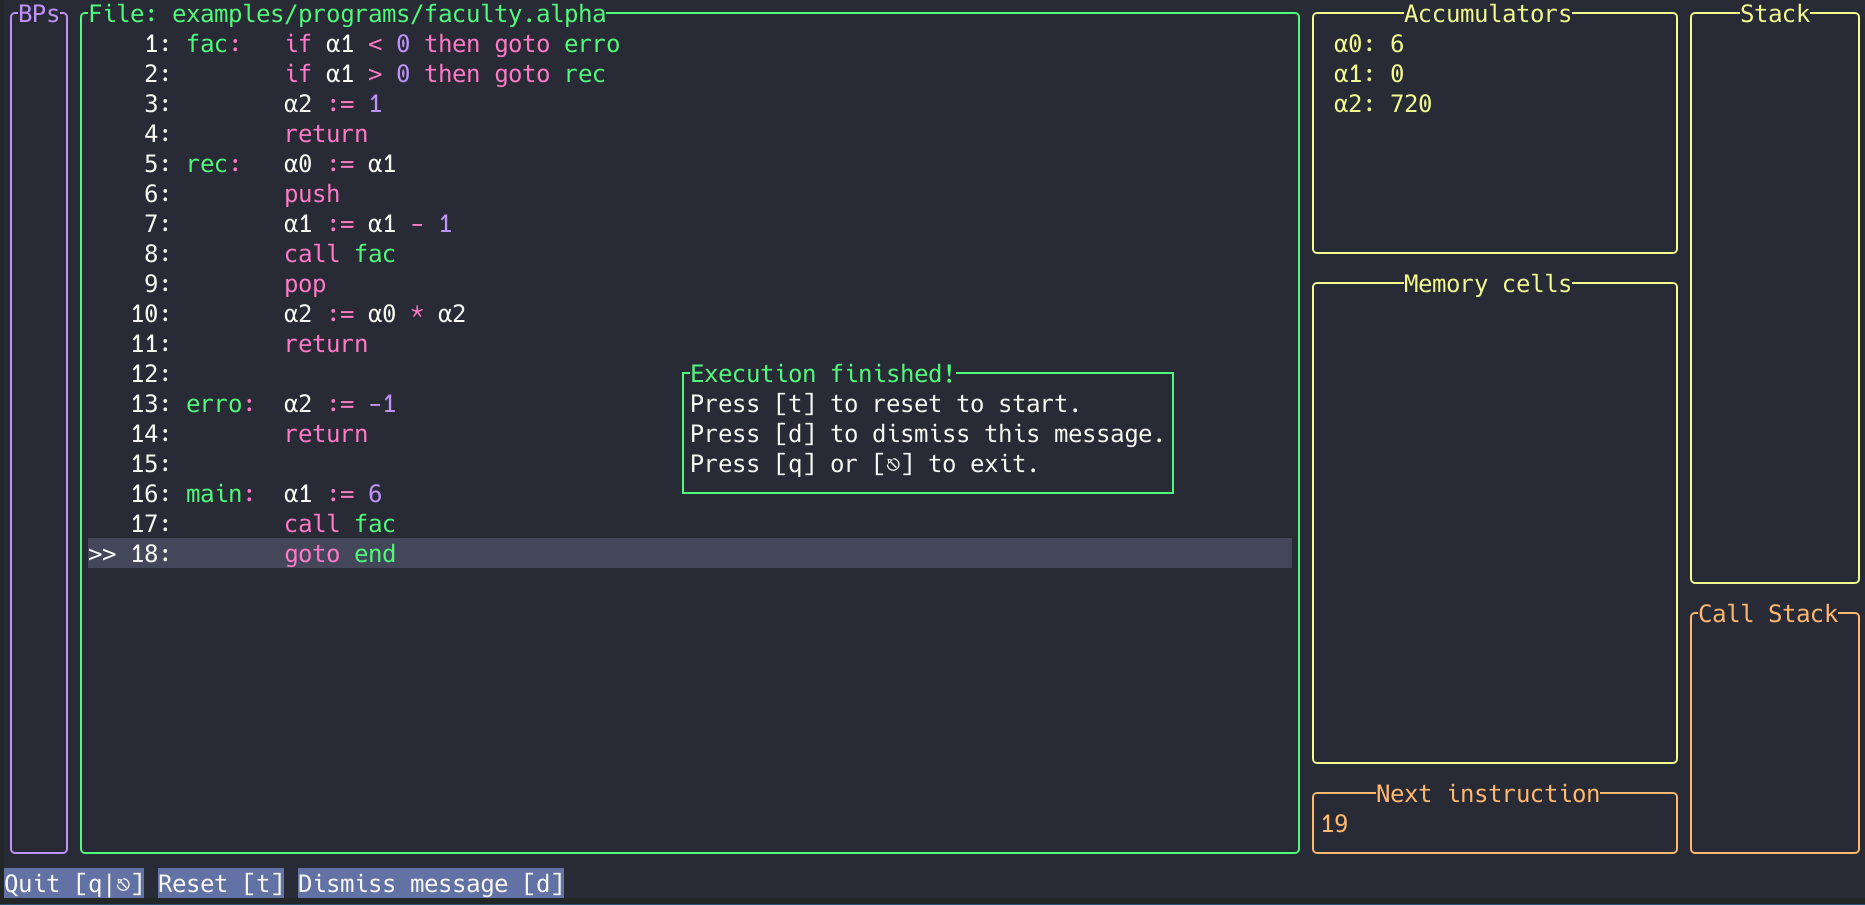 BPs
File: examples/programs/faculty.alpha
1: fac:   if α1 < 0 then goto erro
2:        if α1 > 0 then goto rec
3:        α2 := 1
4:        return
5: rec:   α0 := α1
6:        push
7:        α1 := α1 - 1
8:        call fac
9:        pop
10:        α2 := α0 * α2
11:        return
12:
13: erro:  α2 := -1
14:        return
15:
16: main:  α1 := 6
17:        call fac
>> 18:        goto end
Execution finished!
Press [t] to reset to start.
Press [d] to dismiss this message.
Press [q] or [⎋] to exit.
Accumulators
α0: 6
α1: 0
α2: 720
Memory cells
Next instruction
19
Stack
Call Stack
Quit [q|⎋] Reset [t] Dismiss message [d]